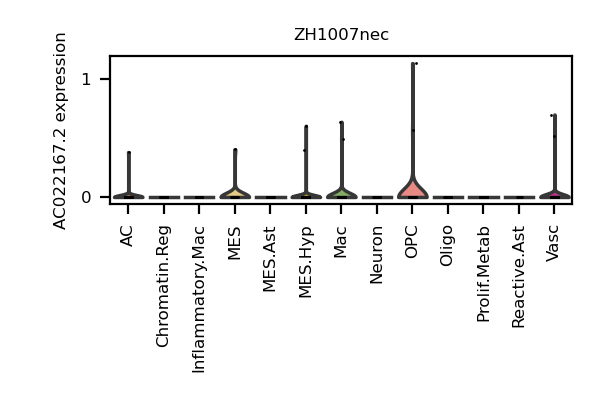 ZH1007nec
AC022167.2 expression
1
0
AC
Chromatin.Reg
Inflammatory.Mac
MES
MES.Ast
MES.Hyp
Mac
Neuron
OPC
Oligo
Prolif.Metab
Reactive.Ast
Vasc